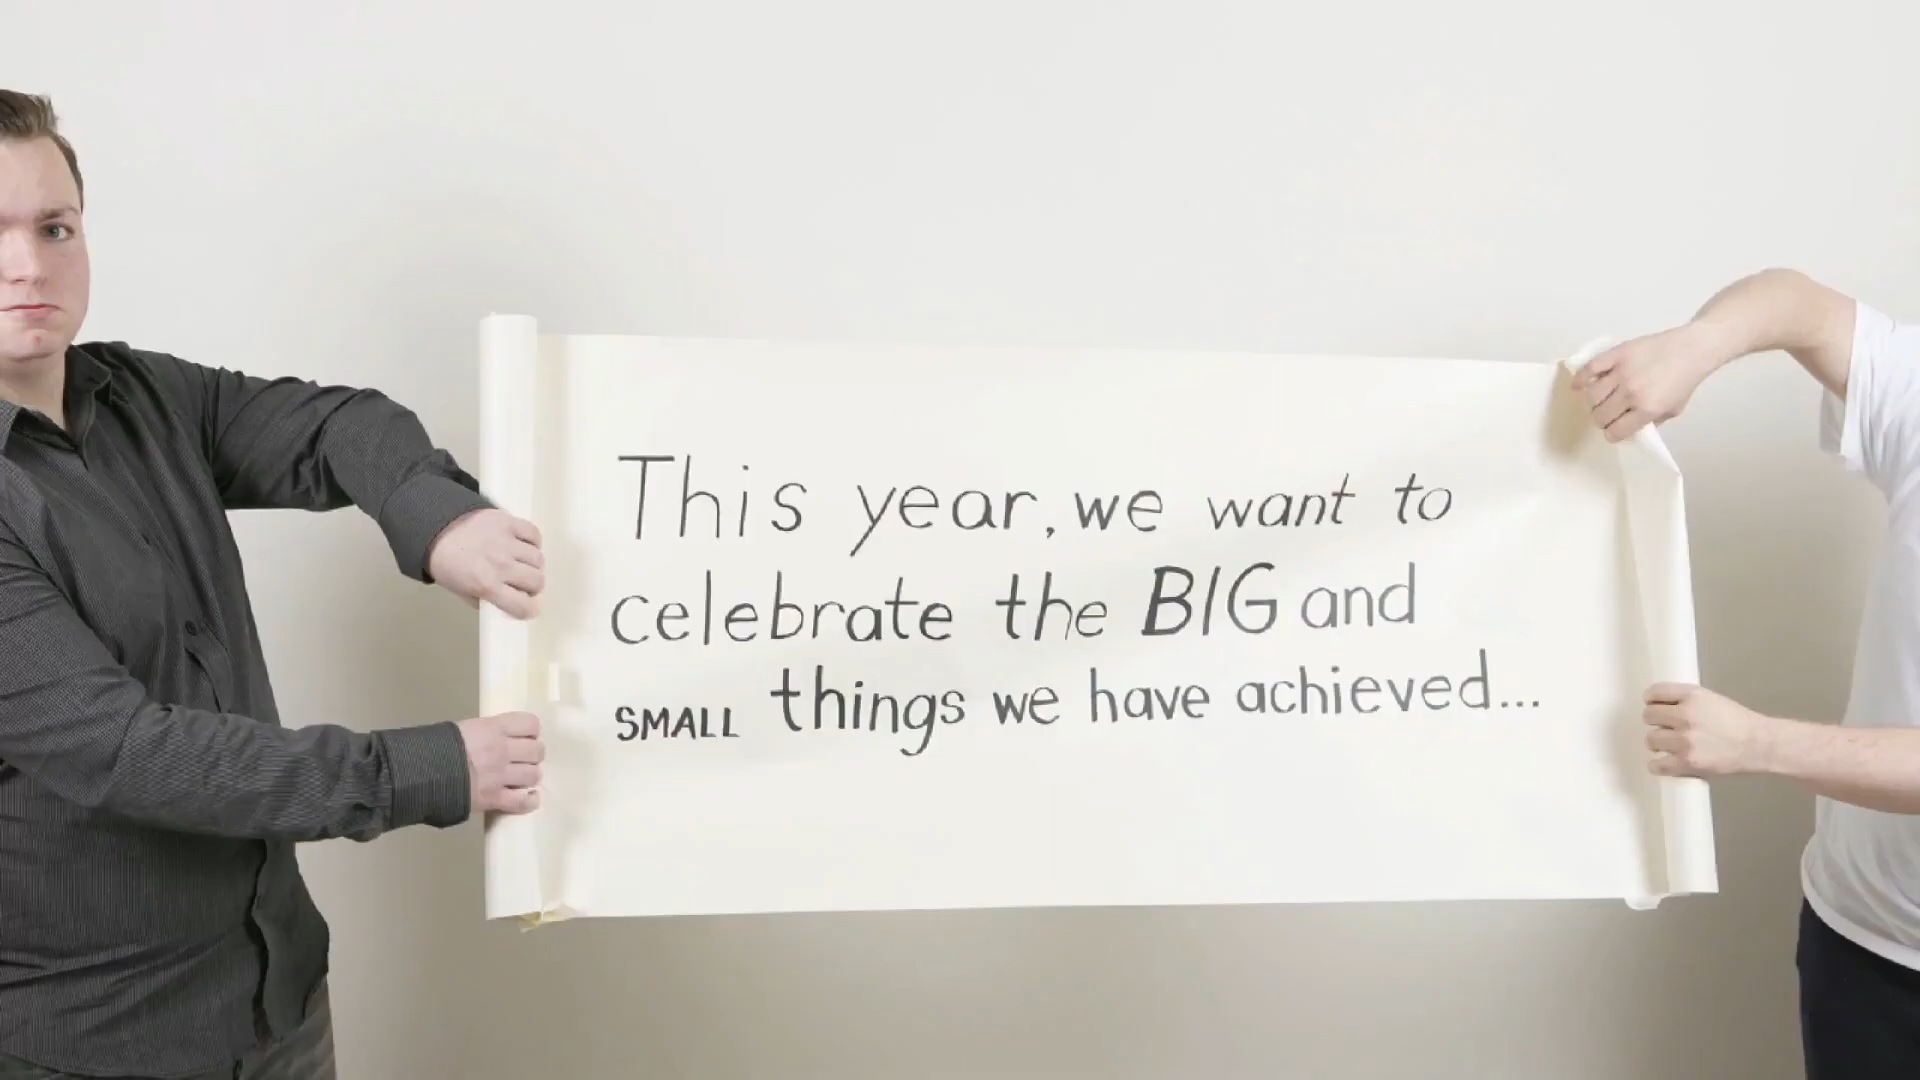 This year, we want to
celebrate the BIG and
SMALL things we have achieved...